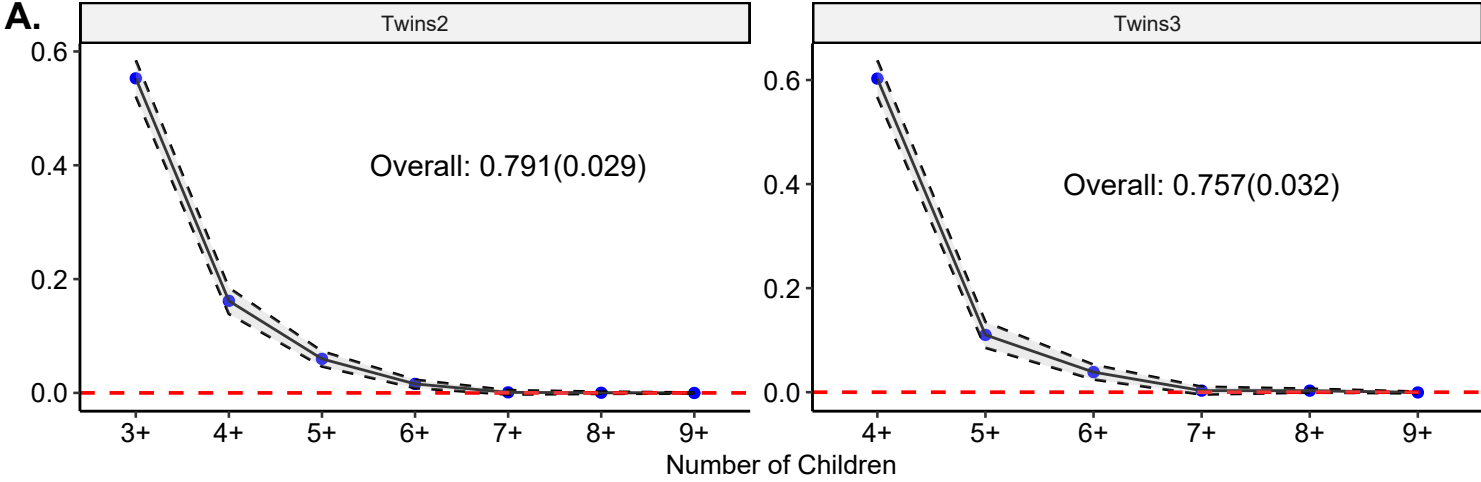 A.
Twins2
Twins3
0.6
0.4
0.2
0.0
Overall: 0.791(0.029)
3+ 4+ 5+ 6+ 7+ 8+ 9+
0.6
0.4
0.2
0.0
Overall: 0.757(0.032)
4+ 5+ 6+ 7+ 8+ 9+
Number of Children